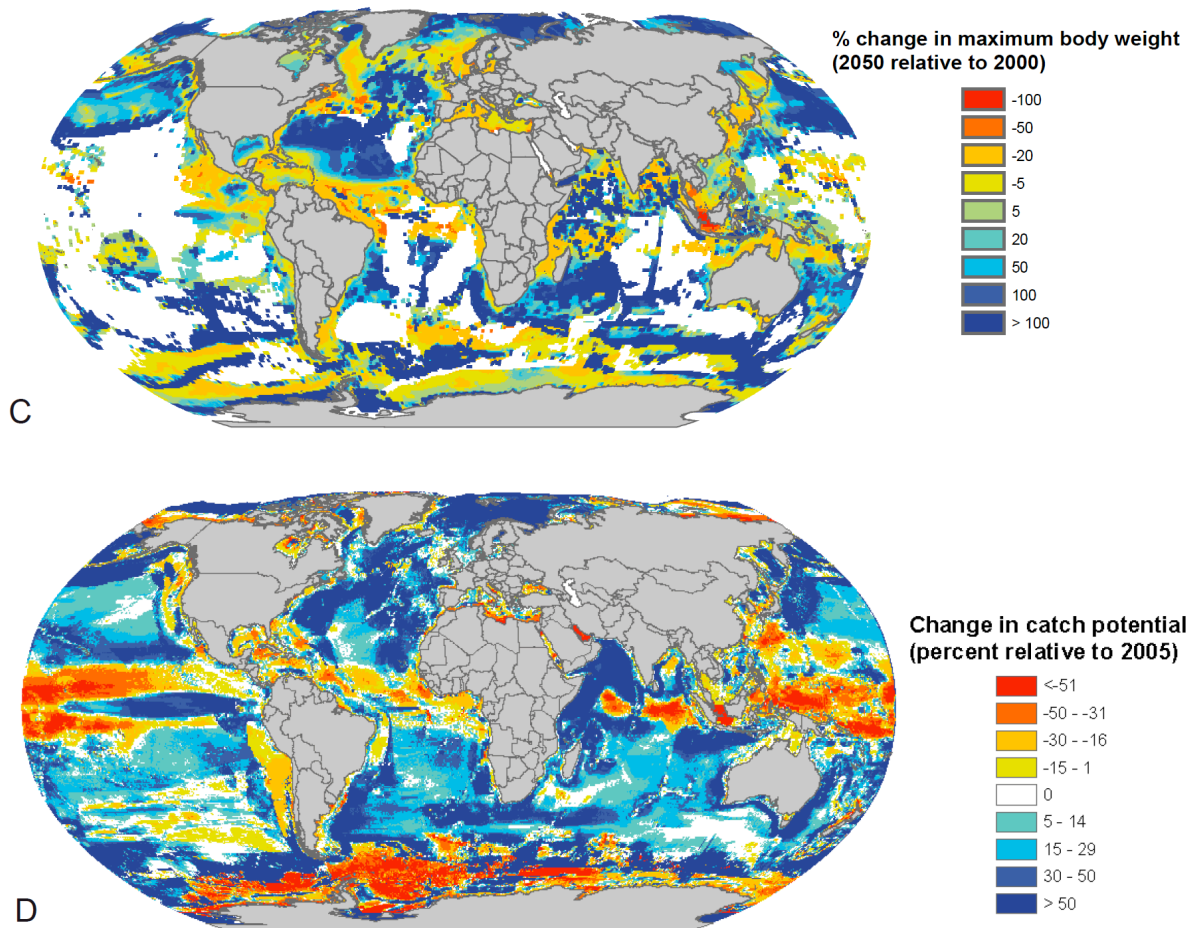 % change in maximum body weight
(2050 relative to 2000)
-100
-50
-20
-5
5
20
50
100
> 100
C
Change in catch potential
(percent relative to 2005)
<-51
-50 - -31
-30 - -16
-15 - 1
0
5 - 14
15 - 29
30 - 50
> 50
D